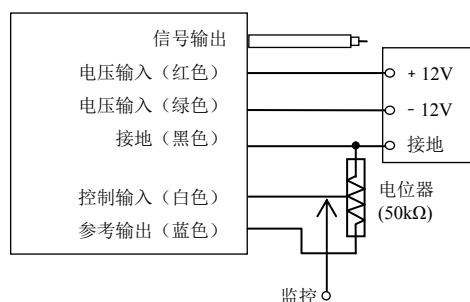 信号输出
电压输入（红色）
电压输入（绿色）
接地（黑色）
控制输入（白色）
参考输出（蓝色）
+ 12V
- 12V
接地
电位器
(50kΩ)
监控